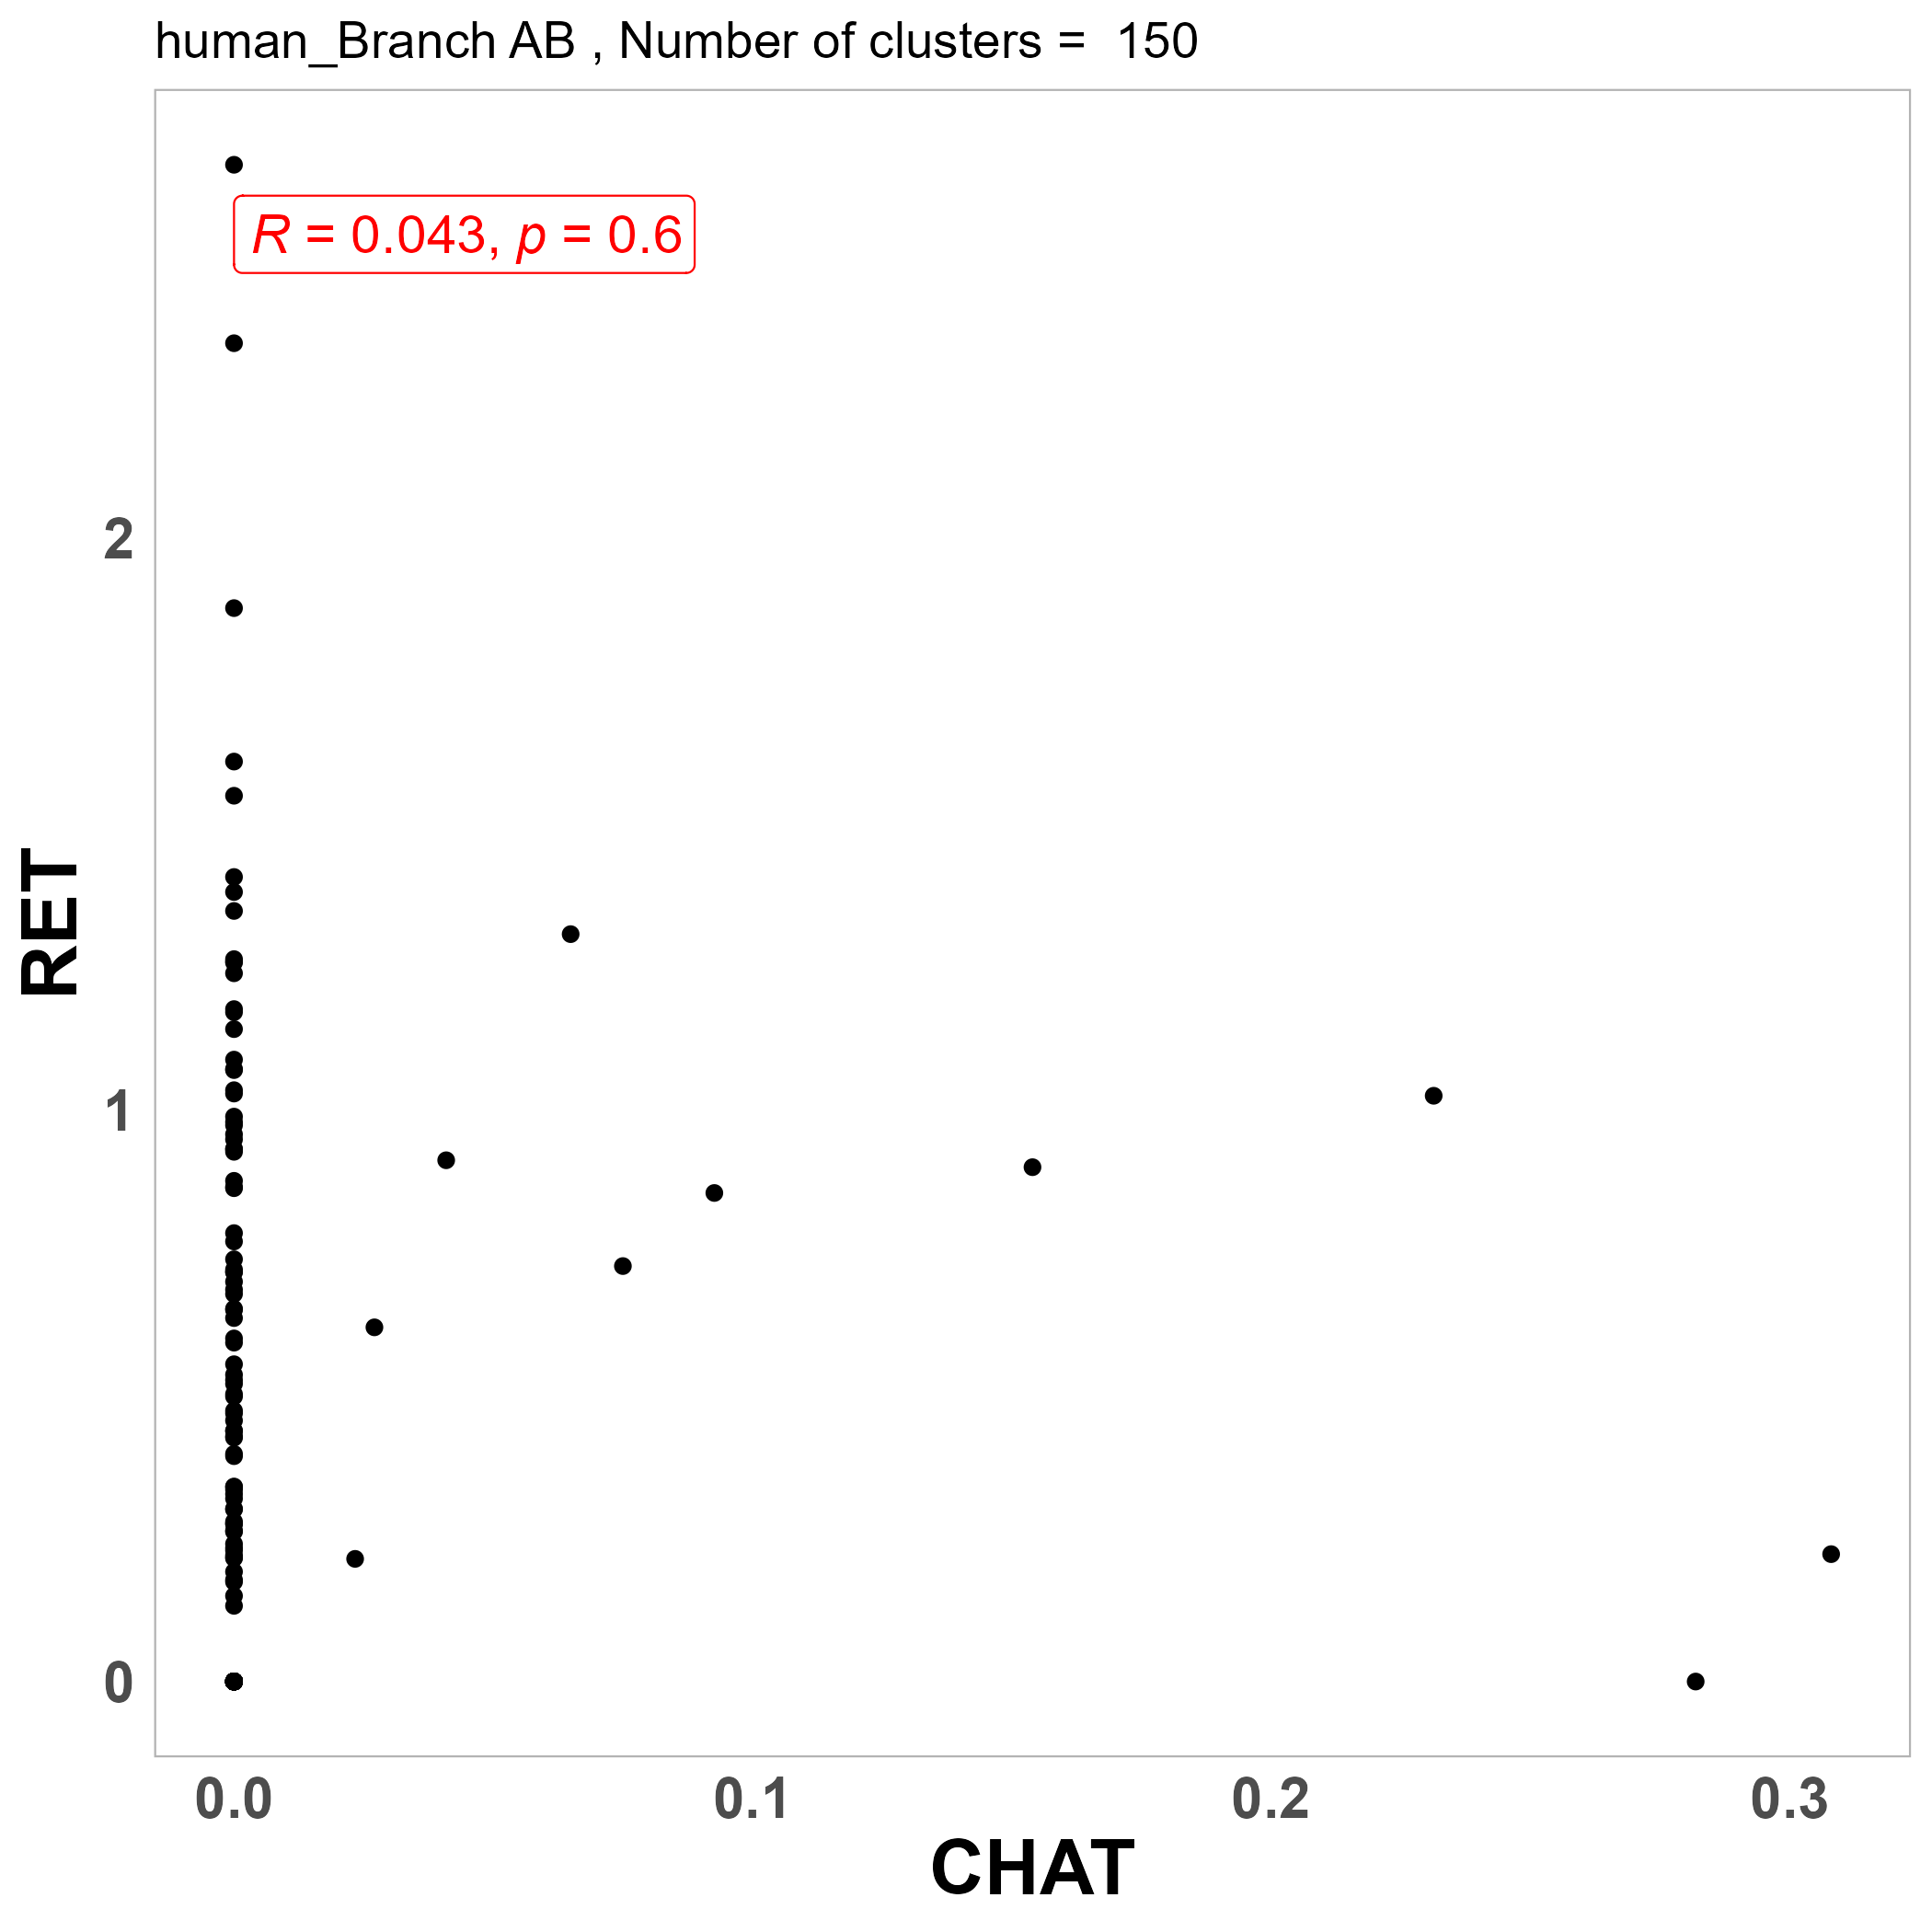 human_Branch AB , Number of clusters =  150
R = 0.043, p = 0.6
2
1
0
RET
0.0 0.1 0.2 0.3
CHAT